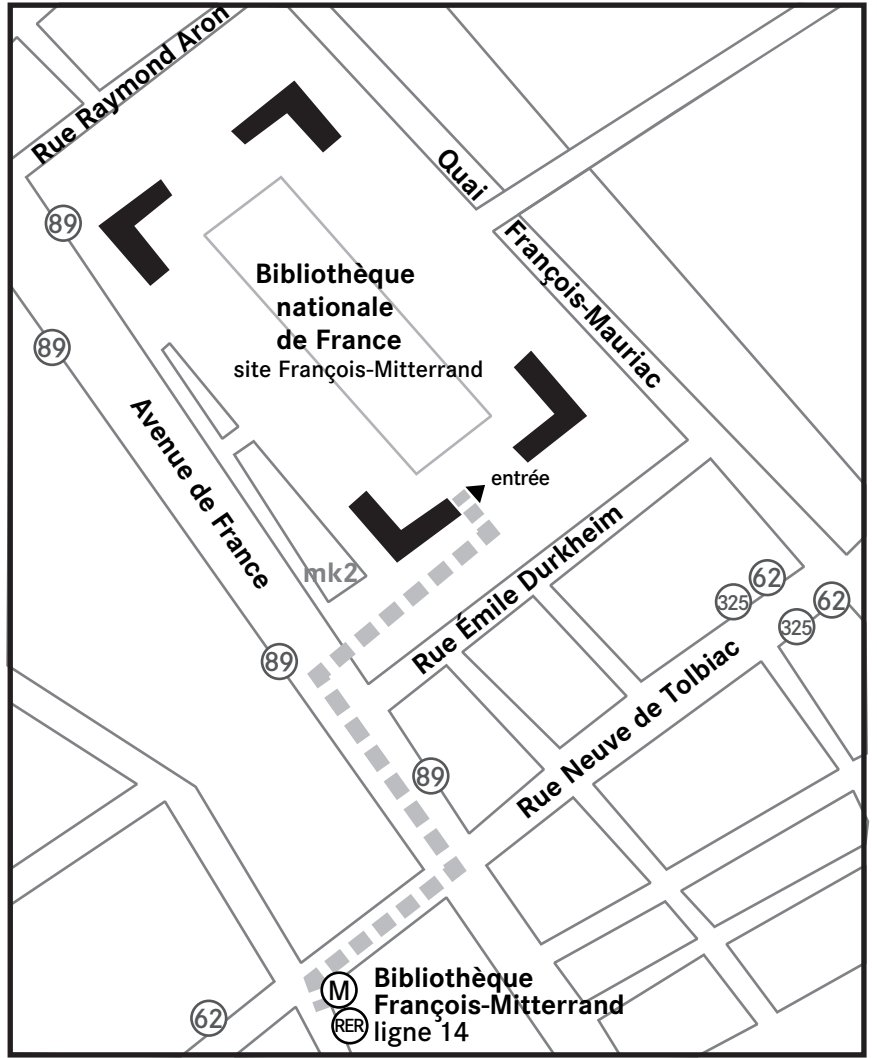 Rue Raymond Aron
Quai
François-Mauriac
89
89
Bibliothèque
nationale
de France
site François-Mitterrand
Avenue de France
entrée
mk2
Rue Émile Durkheim
62
325
62
325
89
Rue Neuve de Tolbiac
89
M
Bibliothèque
François-Mitterrand
RER
ligne 14
62